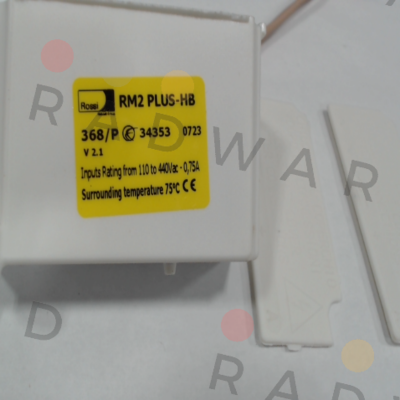 Rossi
RM2 PLUS-HB
368/P 34353 0723
V 2.1
Inputs Rating from 110 to 440Vac - 0,75A
Surrounding temperature 75°C CE
RADWAR
D RADW